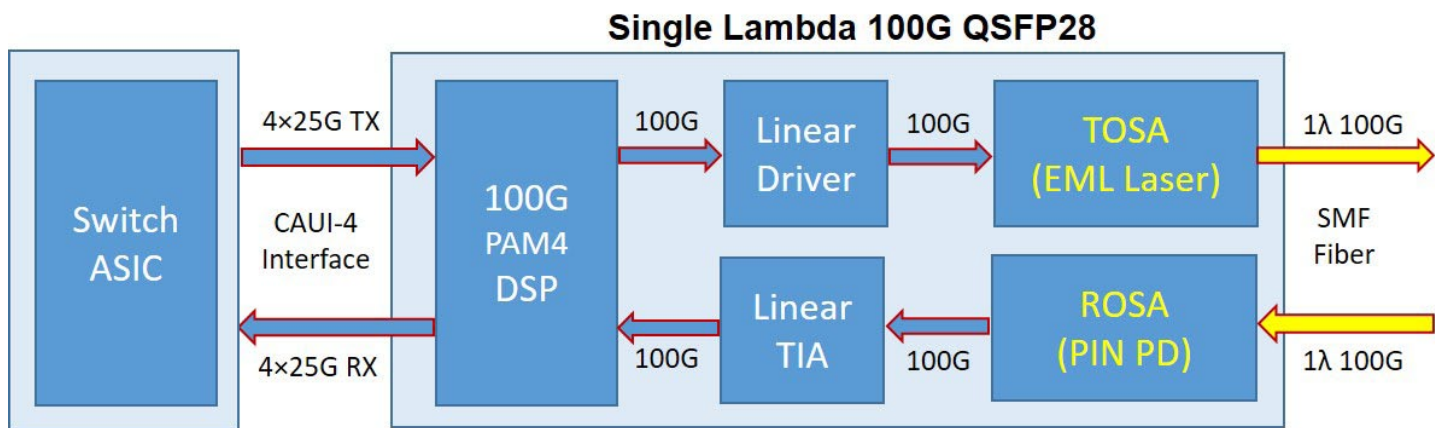 Single Lambda 100G QSFP28
Switch
ASIC
4×25G TX
CAUI-4
Interface
4×25G RX
100G
PAM4
DSP
100G
Linear
Driver
100G
TOSA
(EML Laser)
1λ 100G
SMF
Fiber
100G
Linear
TIA
100G
ROSA
(PIN PD)
1λ 100G